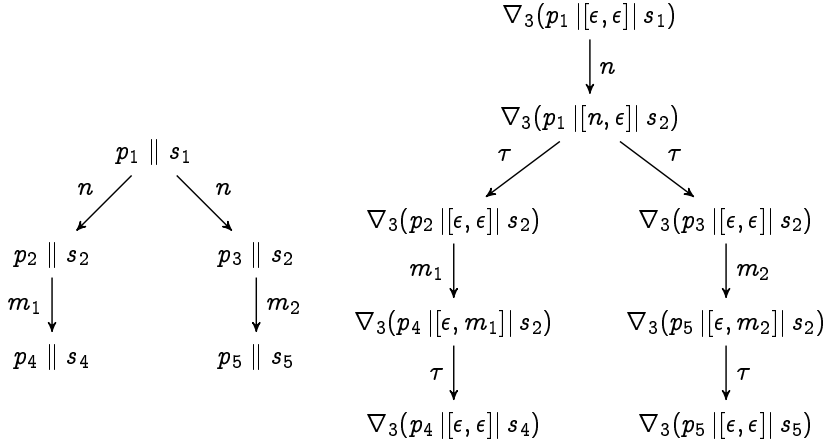 ∇₃(p₁ |[ϵ, ϵ]| s₁)
n
∇₃(p₁ |[n, ϵ]| s₂)
p₁ ∥ s₁
τ τ
n n
∇₃(p₂ |[ϵ, ϵ]| s₂) ∇₃(p₃ |[ϵ, ϵ]| s₂)
p₂ ∥ s₂ p₃ ∥ s₂
m₁ m₂
m₁ m₂
∇₃(p₄ |[ϵ, m₁]| s₂) ∇₃(p₅ |[ϵ, m₂]| s₂)
p₄ ∥ s₄ p₅ ∥ s₅
τ τ
∇₃(p₄ |[ϵ, ϵ]| s₄) ∇₃(p₅ |[ϵ, ϵ]| s₅)